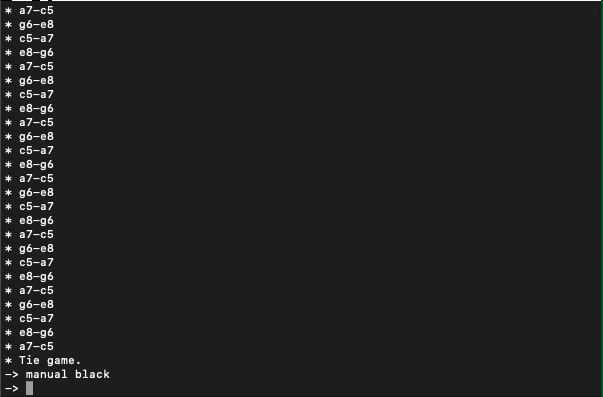 * a7-c5
* g6-e8
* c5-a7
* e8-g6
* a7-c5
* g6-e8
* c5-a7
* e8-g6
* a7-c5
* g6-e8
* c5-a7
* e8-g6
* a7-c5
* g6-e8
* c5-a7
* e8-g6
* a7-c5
* g6-e8
* c5-a7
* e8-g6
* a7-c5
* g6-e8
* c5-a7
* e8-g6
* a7-c5
* Tie game.
-> manual black
->